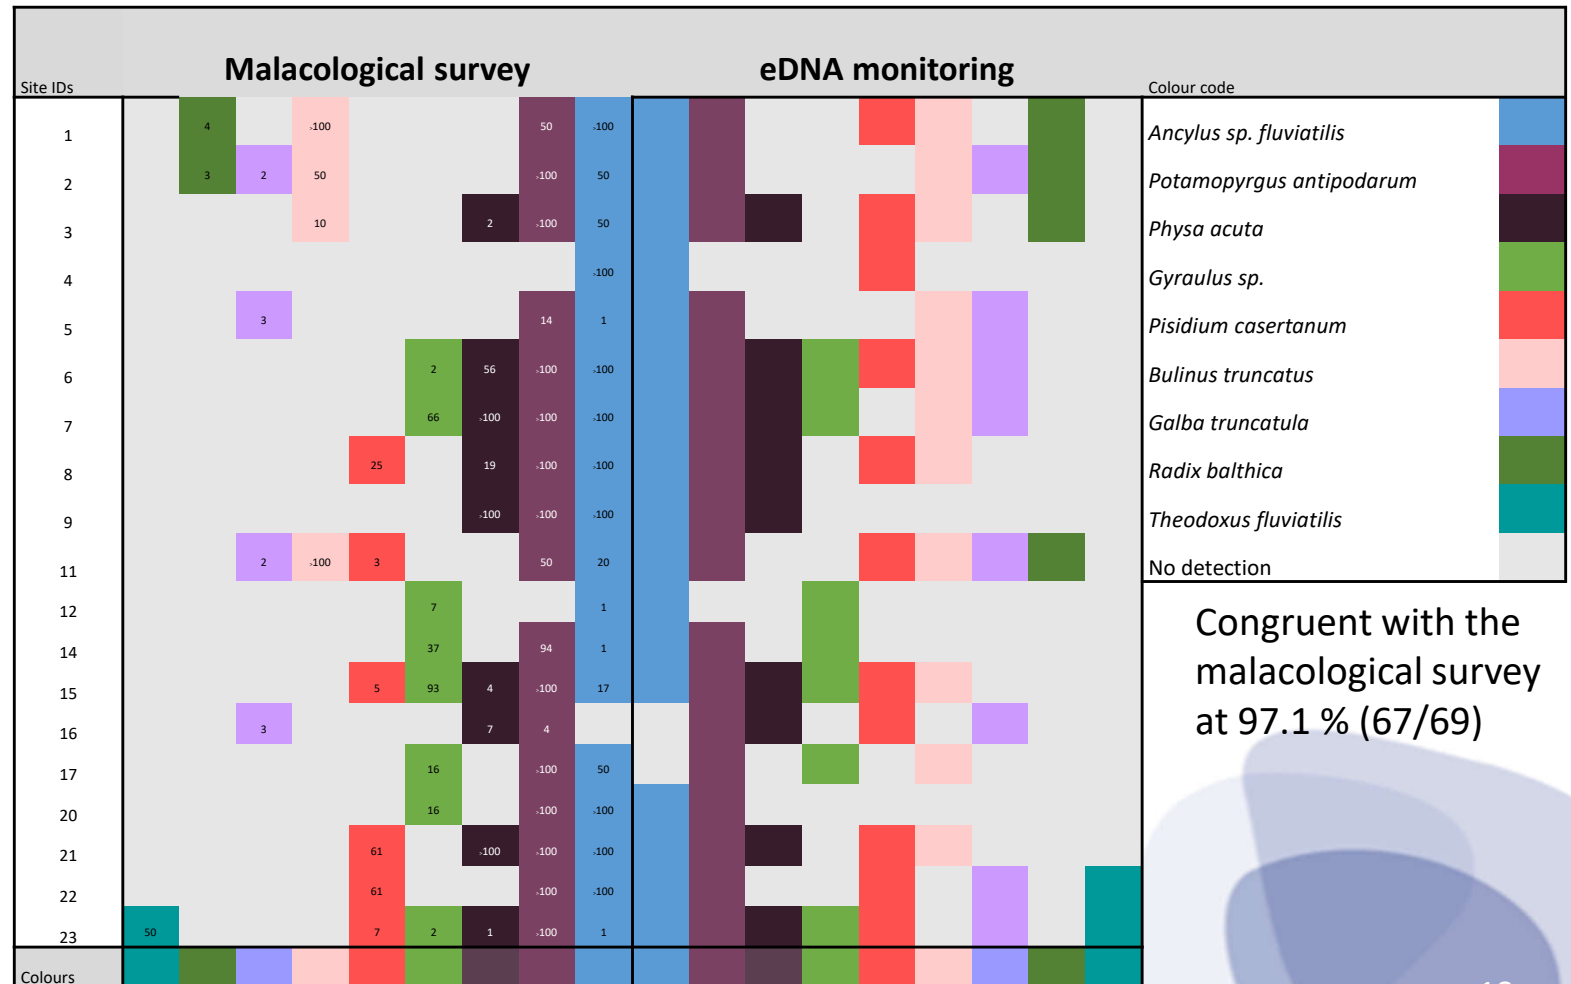 Malacological survey eDNA monitoring
Site IDs Colour code
1 4 >100 50 >100 Ancylus sp. fluviatilis
2 3 2 50 >100 50 Potamopyrgus antipodarum
3 10 2 >100 50 Physa acuta
4 >100 Gyraulus sp.
5 3 14 1 Pisidium casertanum
6 2 56 >100 >100 Bulinus truncatus
7 66 >100 >100 >100 Galba truncatula
8 25 19 >100 >100 Radix balthica
9 >100 >100 >100 Theodoxus fluviatilis
11 2 >100 3 50 20 No detection
12 7 1
14 37 94 1
15 5 93 4 >100 17
16 3 7 4
17 16 >100 50
20 16 >100 >100
21 61 >100 >100 >100
22 61 >100 >100
23 50 7 2 1 >100 1
Colours
Congruent with the
malacological survey
at 97.1 % (67/69)